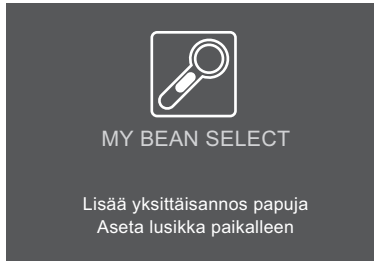 MY BEAN SELECT
Lisää yksittäisannos papuja
Aseta lusikka paikalleen